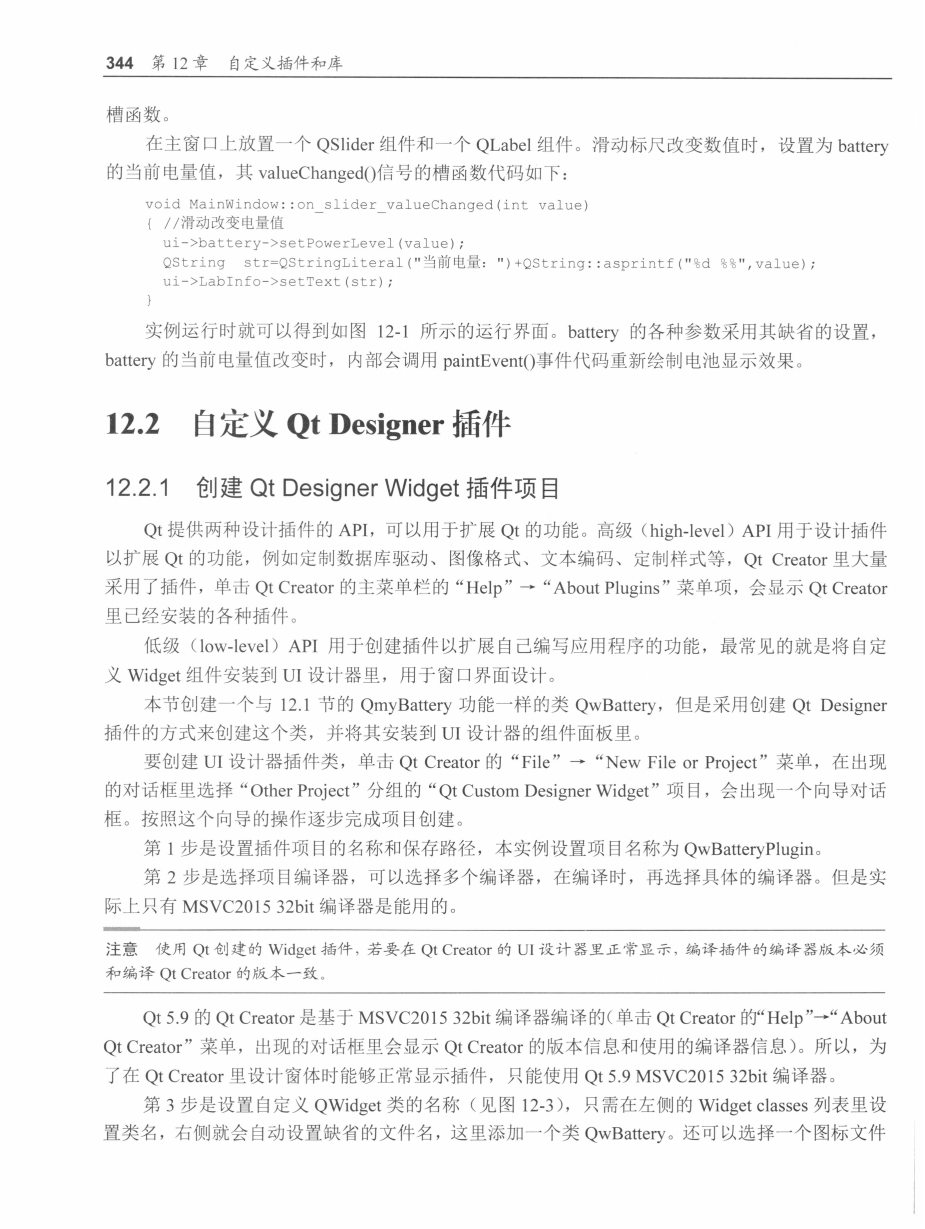 344 第 12 章 自定义插件和库
槽函数。
在主窗口上放置一个 QSlider 组件和一个 QLabel 组件。滑动标尺改变数值时，设置为 battery
的当前电量值，其 valueChanged()信号的槽函数代码如下：
void MainWindow::on_slider_valueChanged(int value)
{ //滑动改变电量值
ui->battery->setPowerLevel(value);
QString  str=QStringLiteral("当前电量：")+QString::asprintf("%d %%",value);
ui->LabInfo->setText(str);
}
实例运行时就可以得到如图 12-1 所示的运行界面。battery 的各种参数采用其缺省的设置，
battery 的当前电量值改变时，内部会调用 paintEvent()事件代码重新绘制电池显示效果。
12.2 自定义 Qt Designer 插件
12.2.1 创建 Qt Designer Widget 插件项目
Qt 提供两种设计插件的 API，可以用于扩展 Qt 的功能。高级（high-level）API 用于设计插件
以扩展 Qt 的功能，例如定制数据库驱动、图像格式、文本编码、定制样式等，Qt Creator 里大量
采用了插件，单击 Qt Creator 的主菜单栏的“Help”→“About Plugins”菜单项，会显示 Qt Creator
里已经安装的各种插件。
低级（low-level）API 用于创建插件以扩展自己编写应用程序的功能，最常见的就是将自定
义 Widget 组件安装到 UI 设计器里，用于窗口界面设计。
本节创建一个与 12.1 节的 QmyBattery 功能一样的类 QwBattery，但是采用创建 Qt Designer
插件的方式来创建这个类，并将其安装到 UI 设计器的组件面板里。
要创建 UI 设计器插件类，单击 Qt Creator 的“File”→“New File or Project”菜单，在出现
的对话框里选择“Other Project”分组的“Qt Custom Designer Widget”项目，会出现一个向导对话
框。按照这个向导的操作逐步完成项目创建。
第 1 步是设置插件项目的名称和保存路径，本实例设置项目名称为 QwBatteryPlugin。
第 2 步是选择项目编译器，可以选择多个编译器，在编译时，再选择具体的编译器。但是实
际上只有 MSVC2015 32bit 编译器是能用的。
注意 使用 Qt 创建的 Widget 插件，若要在 Qt Creator 的 UI 设计器里正常显示，编译插件的编译器版本必须
和编译 Qt Creator 的版本一致。
Qt 5.9 的 Qt Creator 是基于 MSVC2015 32bit 编译器编译的（单击 Qt Creator 的“Help”→“About
Qt Creator”菜单，出现的对话框里会显示 Qt Creator 的版本信息和使用的编译器信息）。所以，为
了在 Qt Creator 里设计窗体时能够正常显示插件，只能使用 Qt 5.9 MSVC2015 32bit 编译器。
第 3 步是设置自定义 QWidget 类的名称（见图 12-3），只需在左侧的 Widget classes 列表里设
置类名，右侧就会自动设置缺省的文件名，这里添加一个类 QwBattery。还可以选择一个图标文件